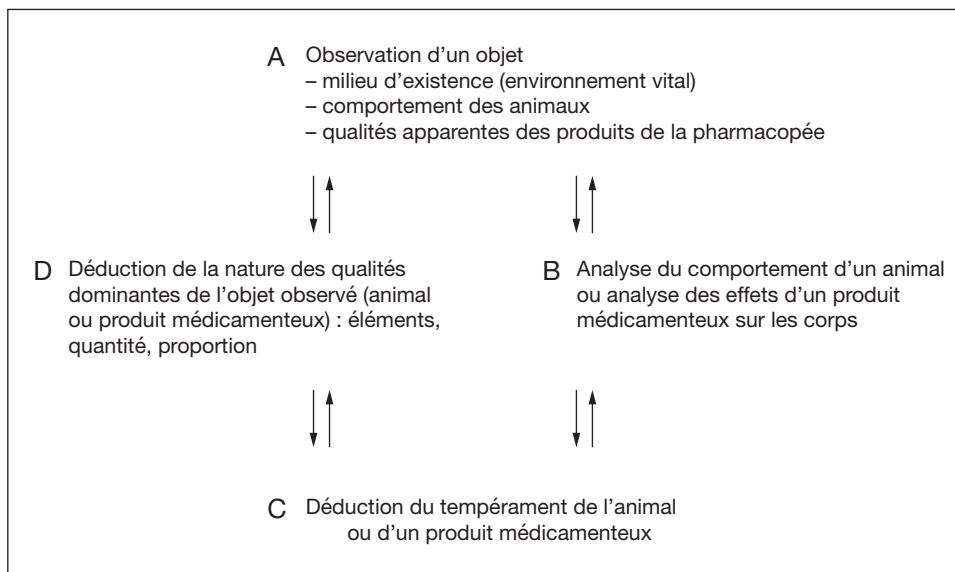 A Observation d’un objet
– milieu d’existence (environnement vital)
– comportement des animaux
– qualités apparentes des produits de la pharmacopée
D Déduction de la nature des qualités
dominantes de l’objet observé (animal
ou produit médicamenteux) : éléments,
quantité, proportion
B Analyse du comportement d’un animal
ou analyse des effets d’un produit
médicamenteux sur les corps
C Déduction du tempérament de l’animal
ou d’un produit médicamenteux